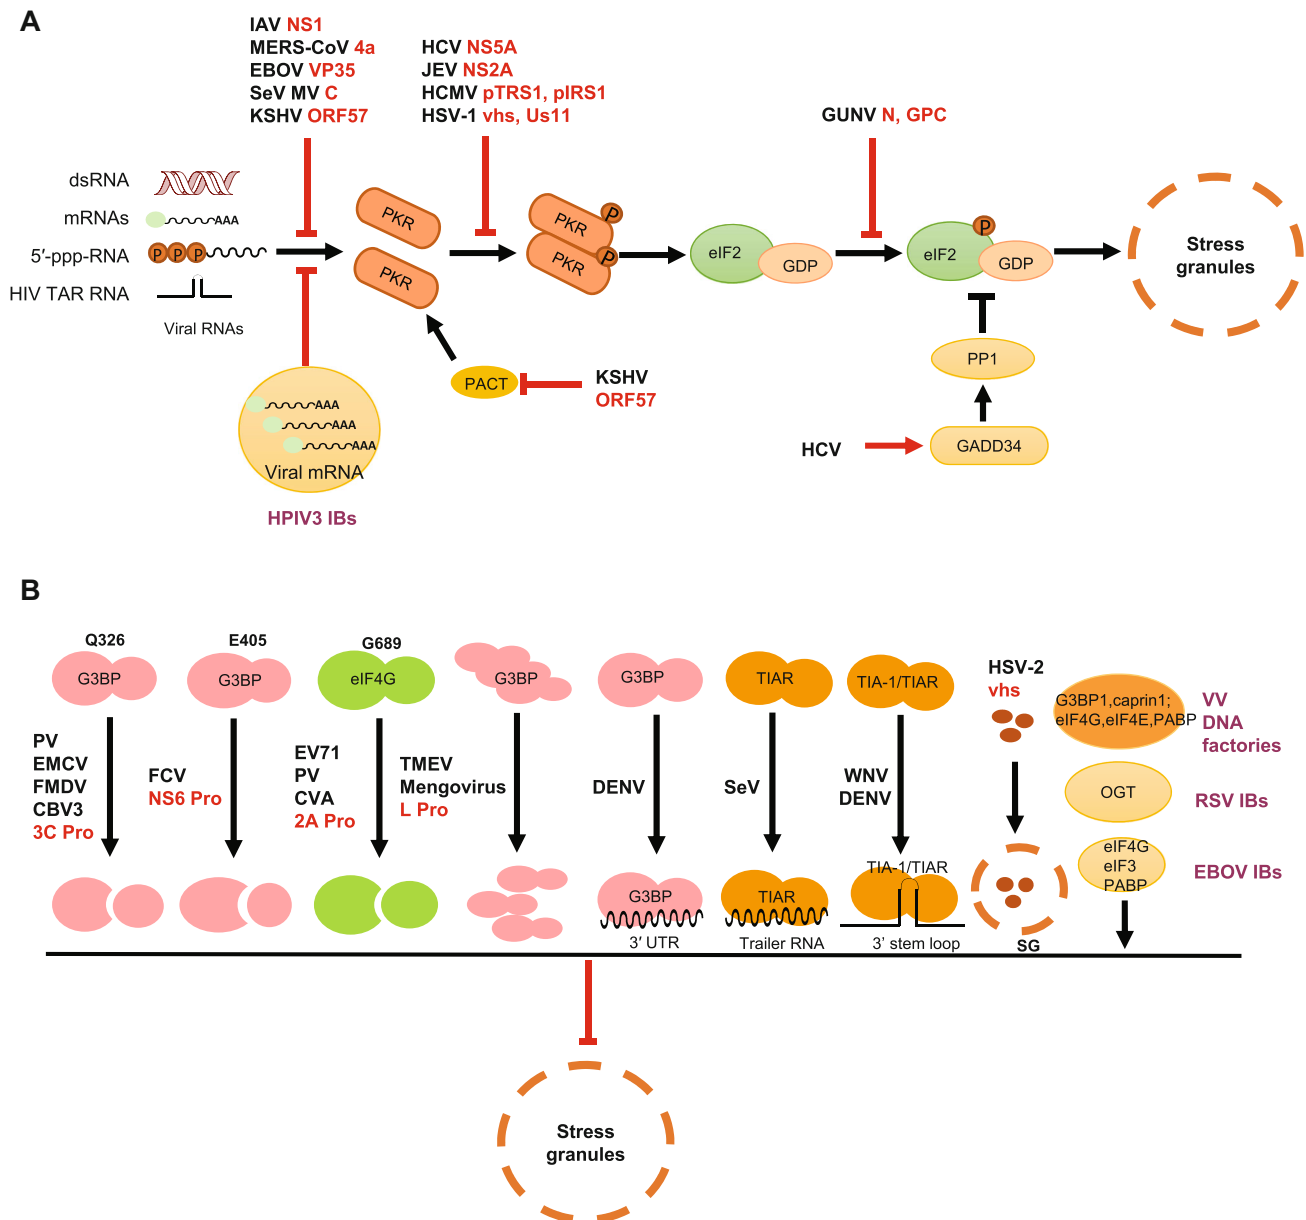 A
IAV NS1
MERS-CoV 4a
EBOV VP35
SeV MV C
KSHV ORF57
HCV NS5A
JEV NS2A
HCMV pTRS1, pIRS1
HSV-1 vhs, Us11
GUNV N, GPC
dsRNA
mRNAs
AAA
5′-ppp-RNA
P P P
HIV TAR RNA
Viral RNAs
PKR
PKR
PKR
P
PKR
P
eIF2
GDP
eIF2
P
GDP
Stress
granules
PP1
GADD34
HCV
PACT
KSHV
ORF57
AAA
AAA
AAA
Viral mRNA
HPIV3 IBs
B
Q326
G3BP
PV
EMCV
FMDV
CBV3
3C Pro
E405
G3BP
FCV
NS6 Pro
G689
eIF4G
EV71
PV
CVA
2A Pro
G3BP
TMEV
Mengovirus
L Pro
G3BP
DENV
G3BP
3′ UTR
TIAR
SeV
TIAR
Trailer RNA
TIA-1/TIAR
WNV
DENV
TIA-1/TIAR
3’ stem loop
HSV-2
vhs
SG
G3BP1,caprin1;
eIF4G,eIF4E,PABP
VV
DNA
factories
OGT
RSV IBs
eIF4G
eIF3
PABP
EBOV IBs
Stress
granules